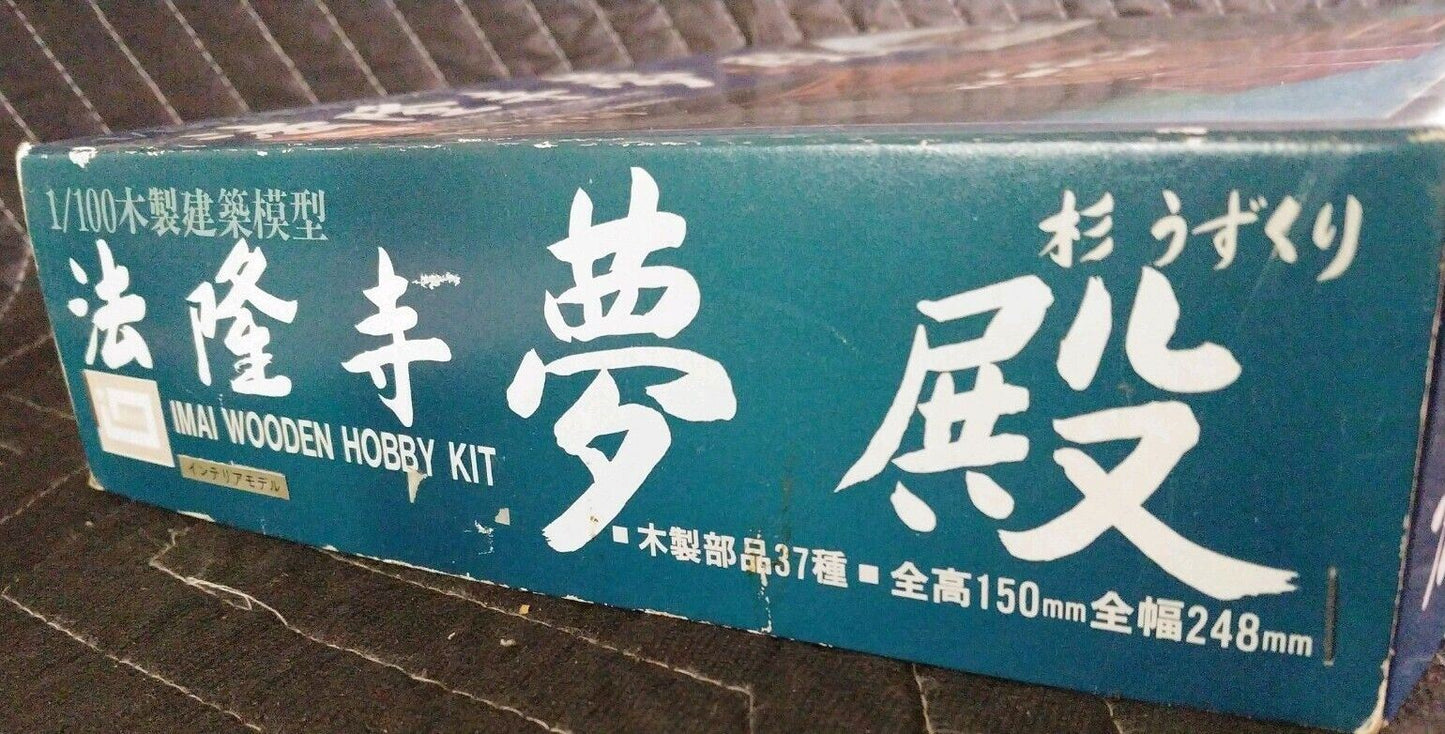 1/100木製建築模型
法隆寺夢殿
杉 うずくり
IMAI WOODEN HOBBY KIT
インテリアモデル
■木製部品37種■全高150mm全幅248mm